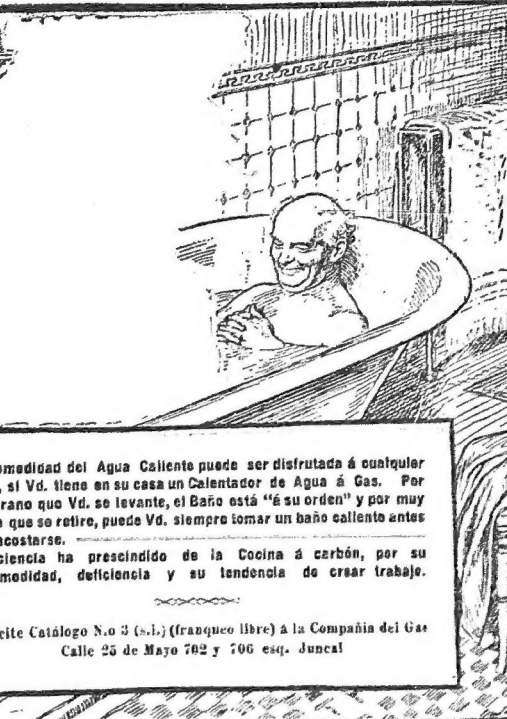 omodidad del Agua Caliente puede ser disfrutada á cualquier
, si Vd. tiene en su casa un Calentador de Agua á Gas. Por
rano que Vd. se levante, el Baño está "á su orden" y por muy
que se retire, puede Vd. siempre tomar un baño caliento antes
acostarse.
ciencia ha prescindido de la Cocina á carbón, por su
modidad, deficiencia y su tendencia de crear trabajo.
cite Catálogo N.o 3 (s.l.) (franqueo libre) á la Compañia del Gas
Calle 25 de Mayo 702 y 706 esq. Juncal